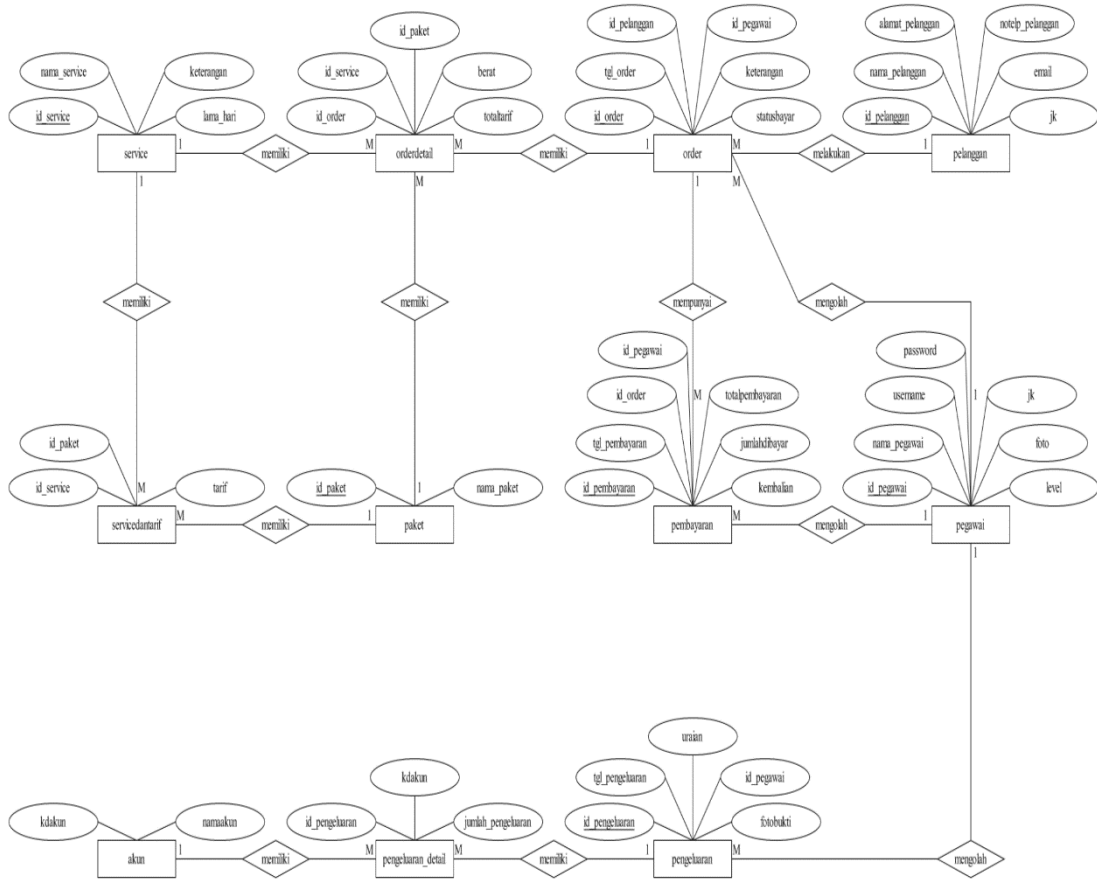 id_paket
id_pelanggan
id_pegawai
alamat_pelanggan
notelp_pelanggan
nama_service
keterangan
id_service
berat
tgl_order
keterangan
nama_pelanggan
email
id_service
lama_hari
id_order
totaltarif
id_order
statusbayar
id_pelanggan
jk
service
1
memiliki
M
orderdetail
M
memiliki
1
order
M
melakukan
1
pelanggan
1
M
1
M
memiliki
memiliki
mempunyai
mengolah
id_pegawai
password
id_order
totalpembayaran
username
jk
id_paket
tgl_pembayaran
M
jumlahdibayar
nama_pegawai
1
foto
id_service
tarif
id_paket
nama_paket
id_pembayaran
kembalian
id_pegawai
level
M
1
servicedantarif
M
memiliki
1
paket
pembayaran
M
mengolah
1
pegawai
1
uraian
kdakun
tgl_pengeluaran
id_pegawai
kdakun
namaakun
id_pengeluaran
jumlah_pengeluaran
id_pengeluaran
fotobukti
akun
1
memiliki
M
pengeluaran_detail
M
memiliki
1
pengeluaran
M
mengolah